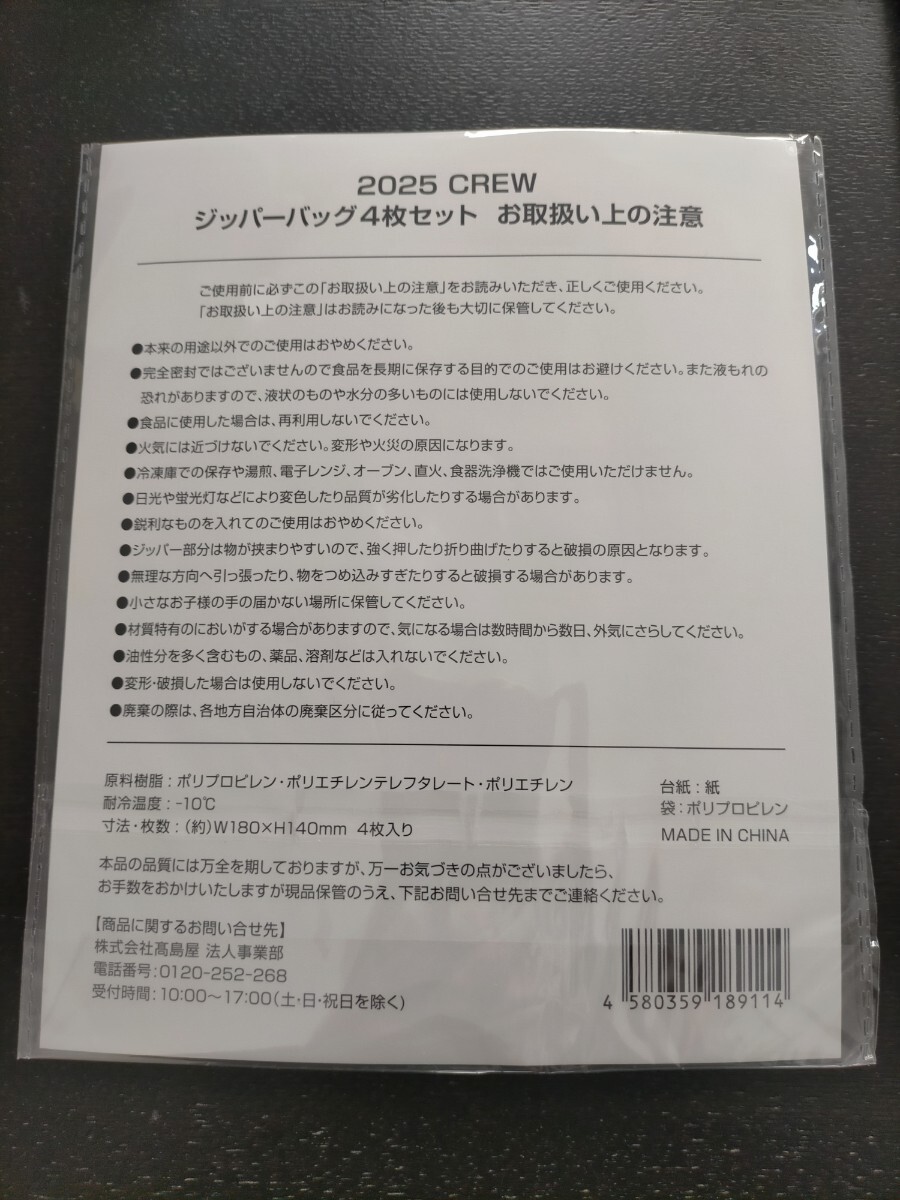 2025 CREW
ジッパーバッグ4枚セット お取扱い上の注意
ご使用前に必ずこの「お取扱い上の注意」をお読みいただき、正しくご使用ください。
「お取扱い上の注意」はお読みになった後も大切に保管してください。
●本来の用途以外でのご使用はおやめください。
●完全密封ではございませんので食品を長期に保存する目的でのご使用はお避けください。また液もれの
恐れがありますので、液状のものや水分の多いものには使用しないでください。
●食品に使用した場合は、再利用しないでください。
●火気には近づけないでください。変形や火災の原因になります。
●冷凍庫での保存や湯煎、電子レンジ、オーブン、直火、食器洗浄機ではご使用いただけません。
●日光や蛍光灯などにより変色したり品質が劣化したりする場合があります。
●鋭利なものを入れてのご使用はおやめください。
●ジッパー部分は物が挟まりやすいので、強く押したり折り曲げたりすると破損の原因となります。
●無理な方向へ引っ張ったり、物をつめ込みすぎたりすると破損する場合があります。
●小さなお子様の手の届かない場所に保管してください。
●材質特有のにおいがする場合がありますので、気になる場合は数時間から数日、外気にさらしてください。
●油性分を多く含むもの、薬品、溶剤などは入れないでください。
●変形・破損した場合は使用しないでください。
●廃棄の際は、各地方自治体の廃棄区分に従ってください。
原料樹脂：ポリプロピレン・ポリエチレンテレフタレート・ポリエチレン
耐冷温度：-10℃
寸法・枚数：(約)W180×H140mm 4枚入り
台紙：紙
袋：ポリプロピレン
MADE IN CHINA
本品の品質には万全を期しておりますが、万一お気づきの点がございましたら、
お手数をおかけいたしますが現品保管のうえ、下記お問い合せ先までご連絡ください。
【商品に関するお問い合せ先】
株式会社髙島屋 法人事業部
電話番号：0120-252-268
受付時間：10:00〜17:00(土・日・祝日を除く)
4 580359 189114